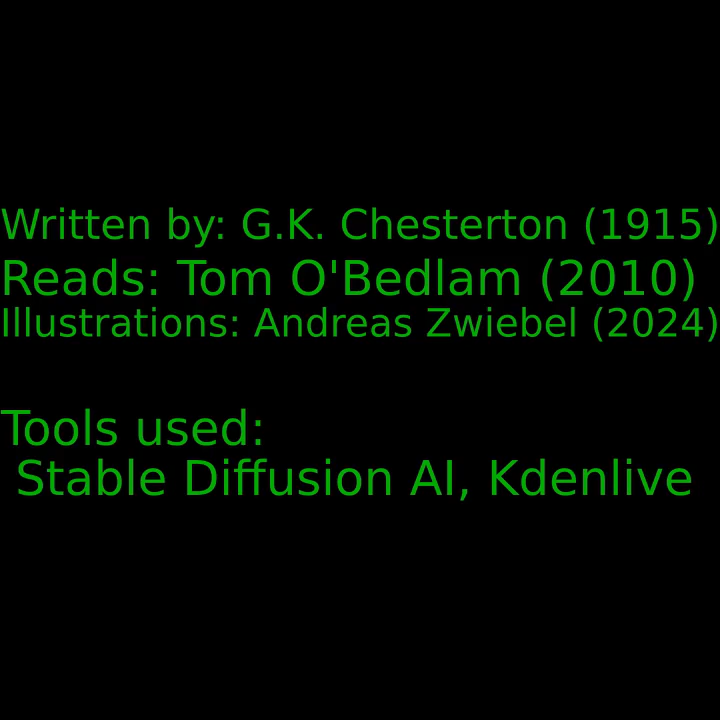 Written by: G.K. Chesterton (1915)
Reads: Tom O'Bedlam (2010)
Illustrations: Andreas Zwiebel (2024)
Tools used:
Stable Diffusion AI, Kdenlive